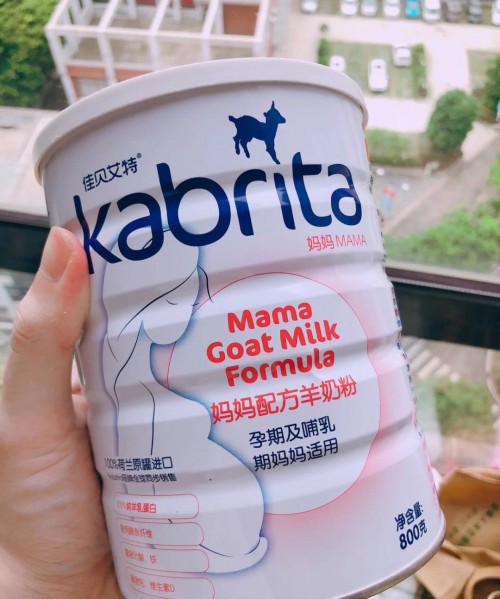 佳贝艾特®
kabrita
妈妈 MAMA
Mama
Goat Milk
Formula
妈妈配方羊奶粉
孕期及哺乳
期妈妈适用
100%荷兰原罐进口
净含量:
800克